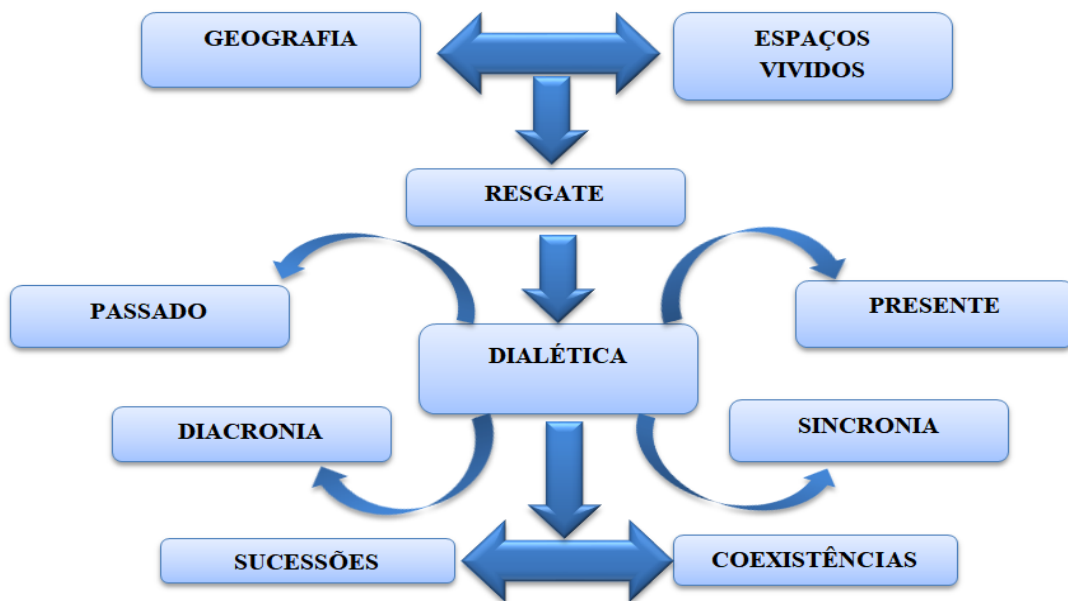 GEOGRAFIA
ESPAÇOS
VIVIDOS
RESGATE
PASSADO
PRESENTE
DIALÉTICA
DIACRONIA
SINCRONIA
SUCESSÕES
COEXISTÊNCIAS